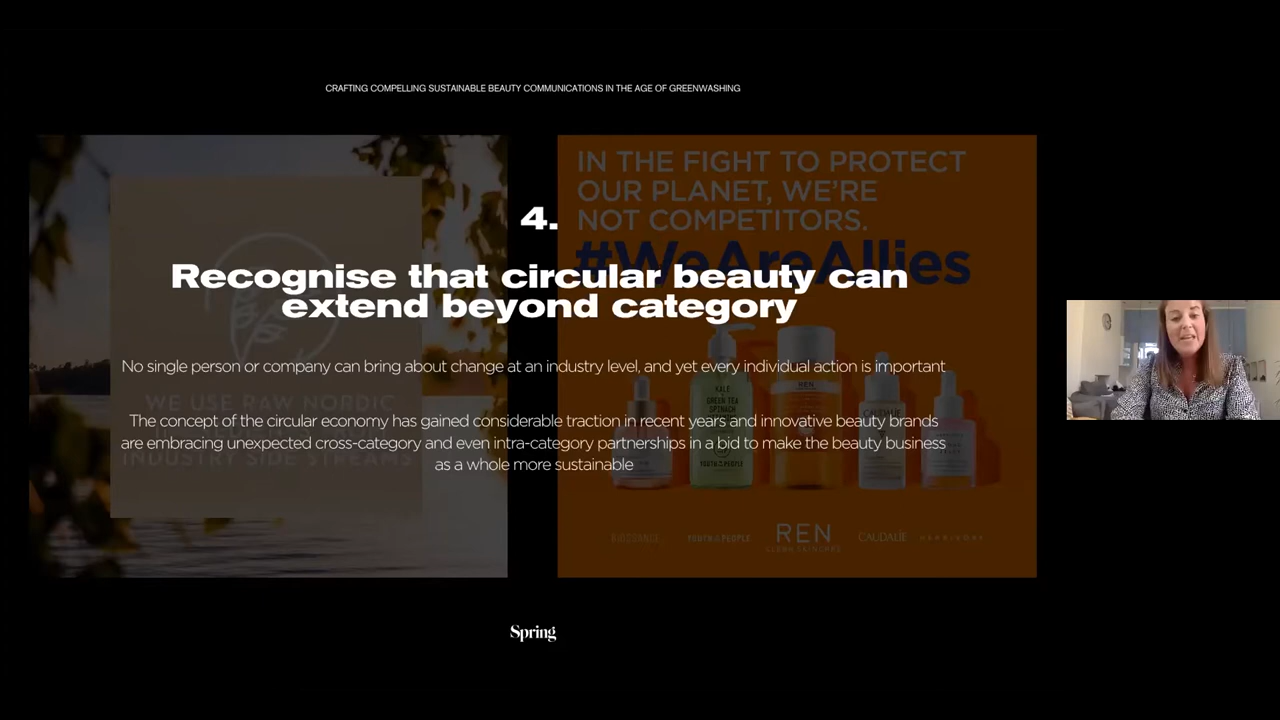 CRAFTING COMPELLING SUSTAINABLE BEAUTY COMMUNICATIONS IN THE AGE OF GREENWASHING
4.
Recognise that circular beauty can
extend beyond category
No single person or company can bring about change at an industry level, and yet every individual action is important
The concept of the circular economy has gained considerable traction in recent years and innovative beauty brands
are embracing unexpected cross-category and even intra-category partnerships in a bid to make the beauty business
as a whole more sustainable
WE USE RAW NORDIC
INDUSTRY SIDE STREAMS
IN THE FIGHT TO PROTECT
OUR PLANET, WE'RE
NOT COMPETITORS.
#WeAreAllies
KALE
GREEN TEA
SPINACH
YOUTH TO THE PEOPLE
REN
CAUDALIE
BIOSSANCE
YOUTH TO THE PEOPLE
REN
CLEAN SKINCARE
CAUDALIE
HERBIVORE
Spring